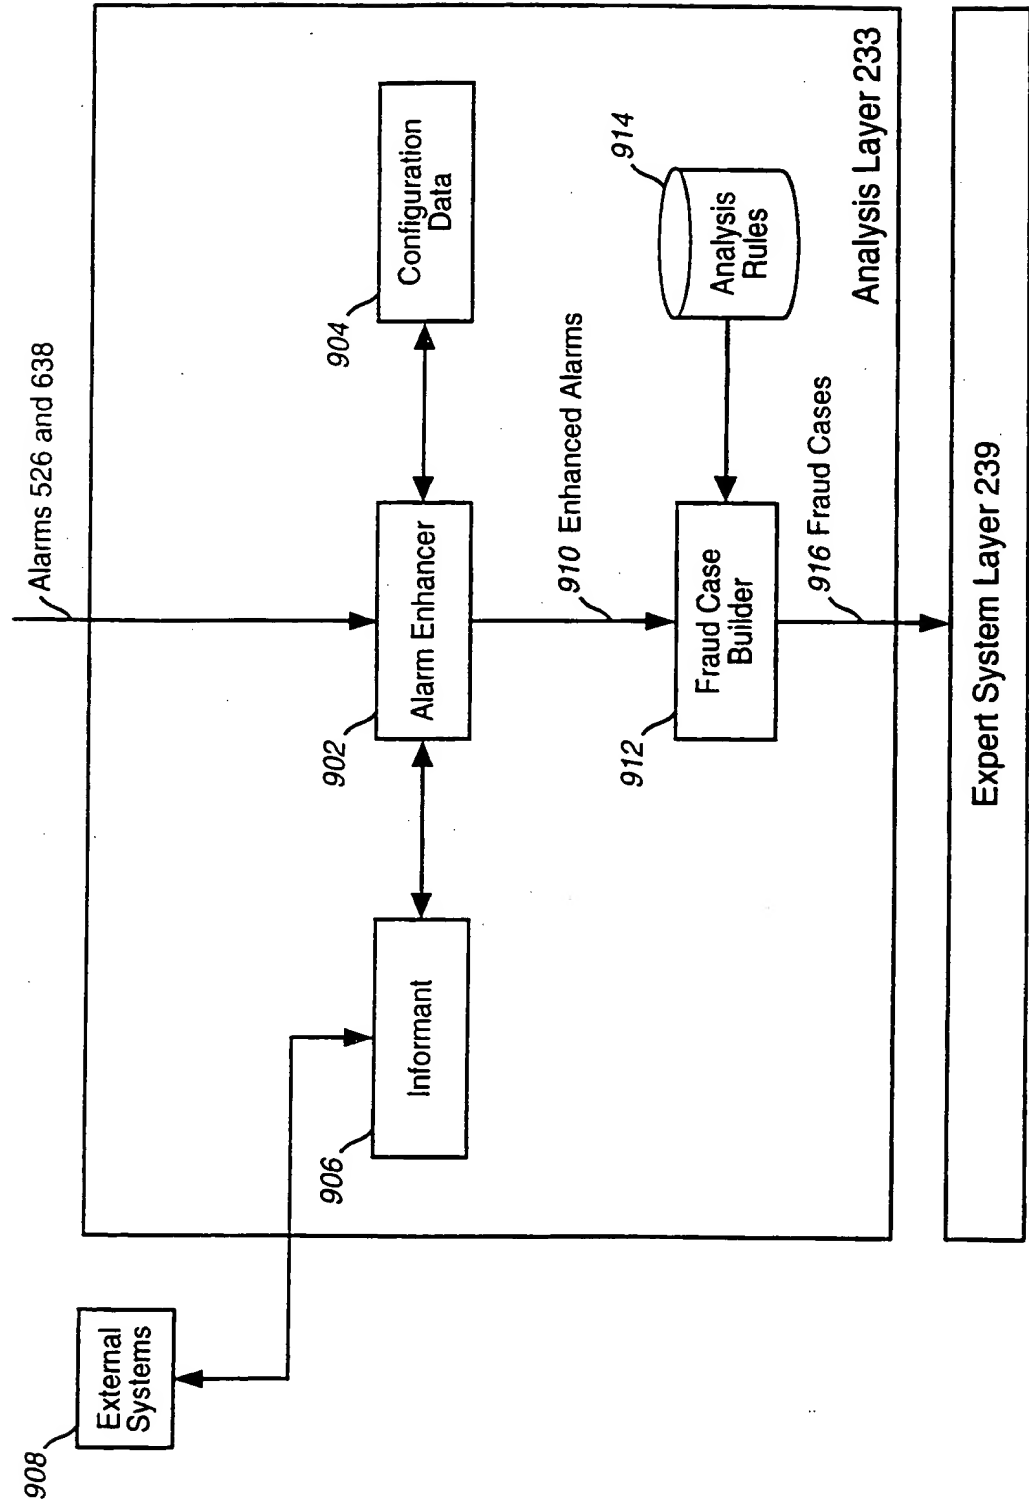 Alarms 526 and 638
908
External
Systems
906
Informant
902
Alarm Enhancer
904
Configuration
Data
910 Enhanced Alarms
912
Fraud Case
Builder
914
Analysis
Rules
916 Fraud Cases
Analysis Layer 233
Expert System Layer 239